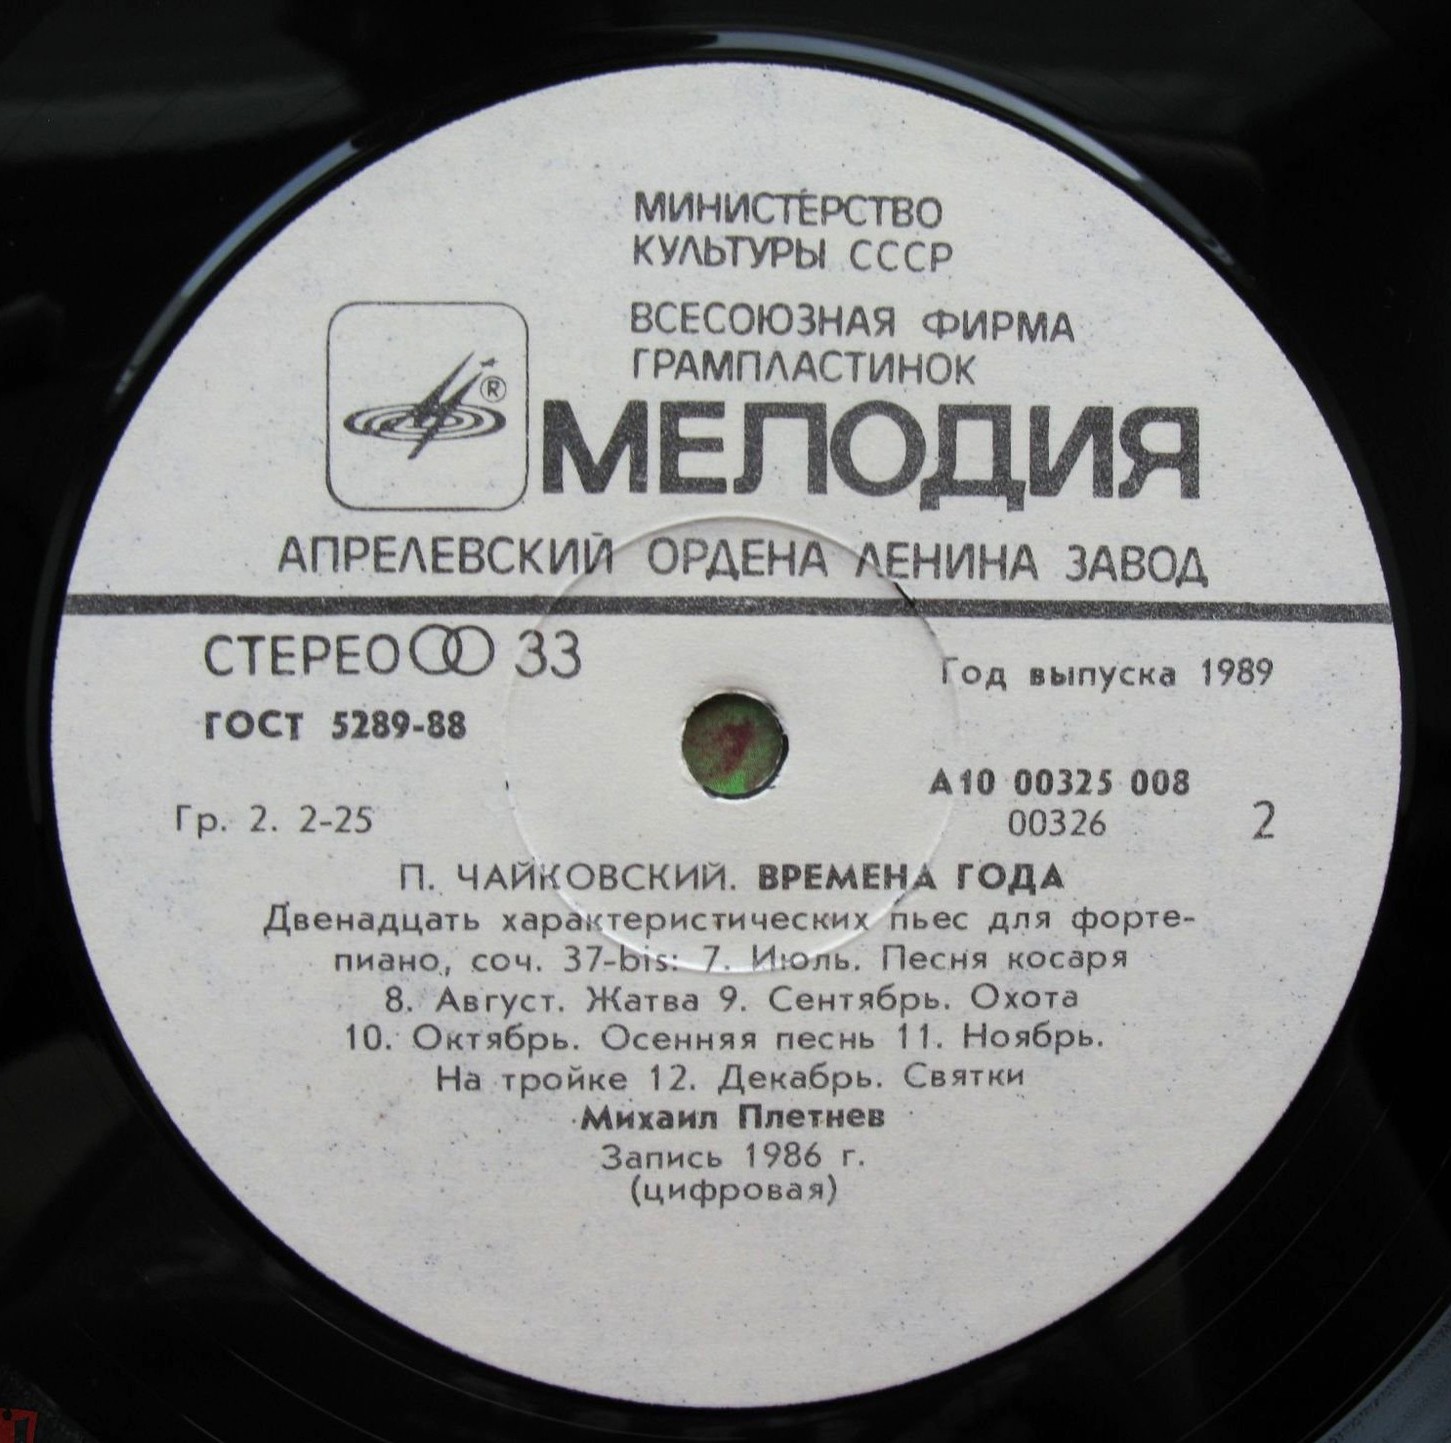 МИНИСТЕРСТВО
КУЛЬТУРЫ СССР
ВСЕСОЮЗНАЯ ФИРМА
ГРАМПЛАСТИНОК
®
МЕЛОДИЯ
АПРЕЛЕВСКИЙ ОРДЕНА ЛЕНИНА ЗАВОД
СТЕРЕО 33
Год выпуска 1989
ГОСТ 5289-88
А10 00325 008
Гр. 2. 2-25
00326
2
П. ЧАЙКОВСКИЙ. ВРЕМЕНА ГОДА
Двенадцать характеристических пьес для форте-
пиано, соч. 37-bis: 7. Июль. Песня косаря
8. Август. Жатва 9. Сентябрь. Охота
10. Октябрь. Осенняя песнь 11. Ноябрь.
На тройке 12. Декабрь. Святки
Михаил Плетнев
Запись 1986 г.
(цифровая)